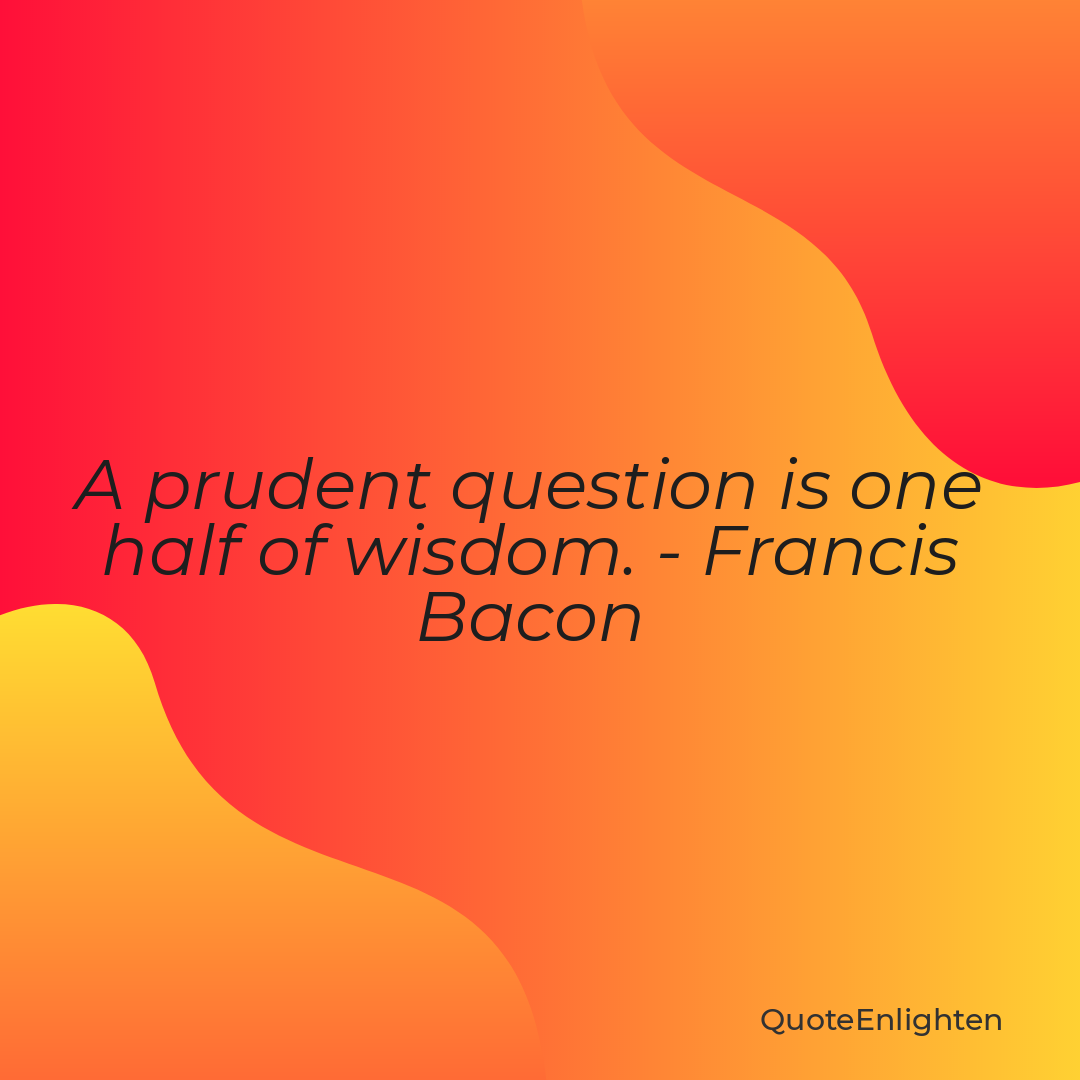 A prudent question is one
half of wisdom. - Francis
Bacon
QuoteEnlighten